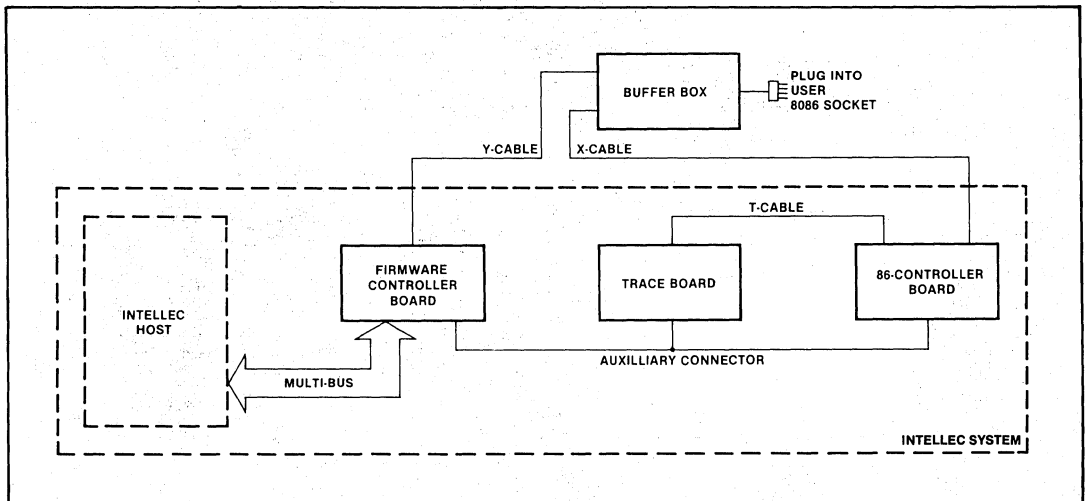 BUFFER BOX
PLUG INTO
USER
8086 SOCKET
Y-CABLE
X-CABLE
T-CABLE
INTELLEC
HOST
FIRMWARE
CONTROLLER
BOARD
TRACE BOARD
86-CONTROLLER
BOARD
AUXILLIARY CONNECTOR
MULTI-BUS
INTELLEC SYSTEM